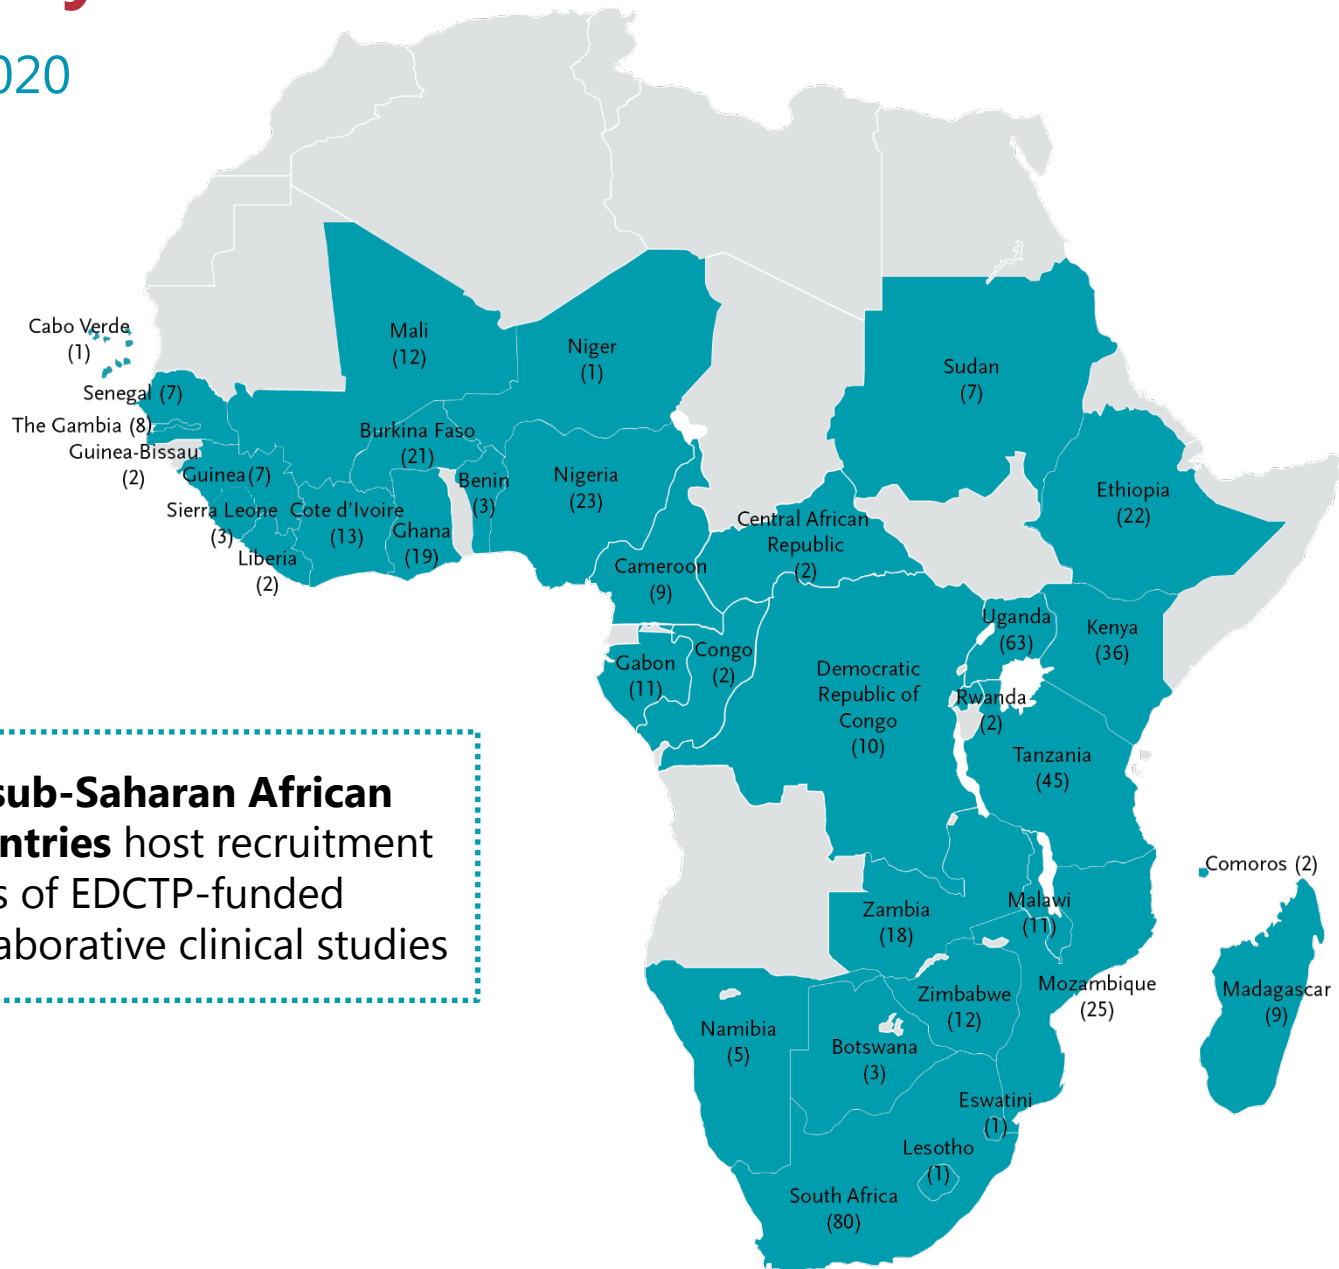 y
020
Cabo Verde
(1)
Mali
(12)
Niger
(1)
Sudan
(7)
Senegal (7)
The Gambia (8)
Guinea-Bissau
(2)
Burkina Faso
(21)
Guinea(7)
Benin
(3)
Nigeria
(23)
Ethiopia
(22)
Sierra Leone
(3)
Cote d'Ivoire
(13)
Ghana
(19)
Liberia
(2)
Central African
Republic
(2)
Cameroon
(9)
Uganda
(63)
Kenya
(36)
Gabon
(11)
Congo
(2)
Democratic
Republic of
Congo
(10)
Rwanda
(2)
Tanzania
(45)
sub-Saharan African
ntries host recruitment
s of EDCTP-funded
aborative clinical studies
Comoros (2)
Zambia
(18)
Malawi
(11)
Mozambique
(25)
Madagascar
(9)
Zimbabwe
(12)
Namibia
(5)
Botswana
(3)
Eswatini
(1)
Lesotho
(1)
South Africa
(80)